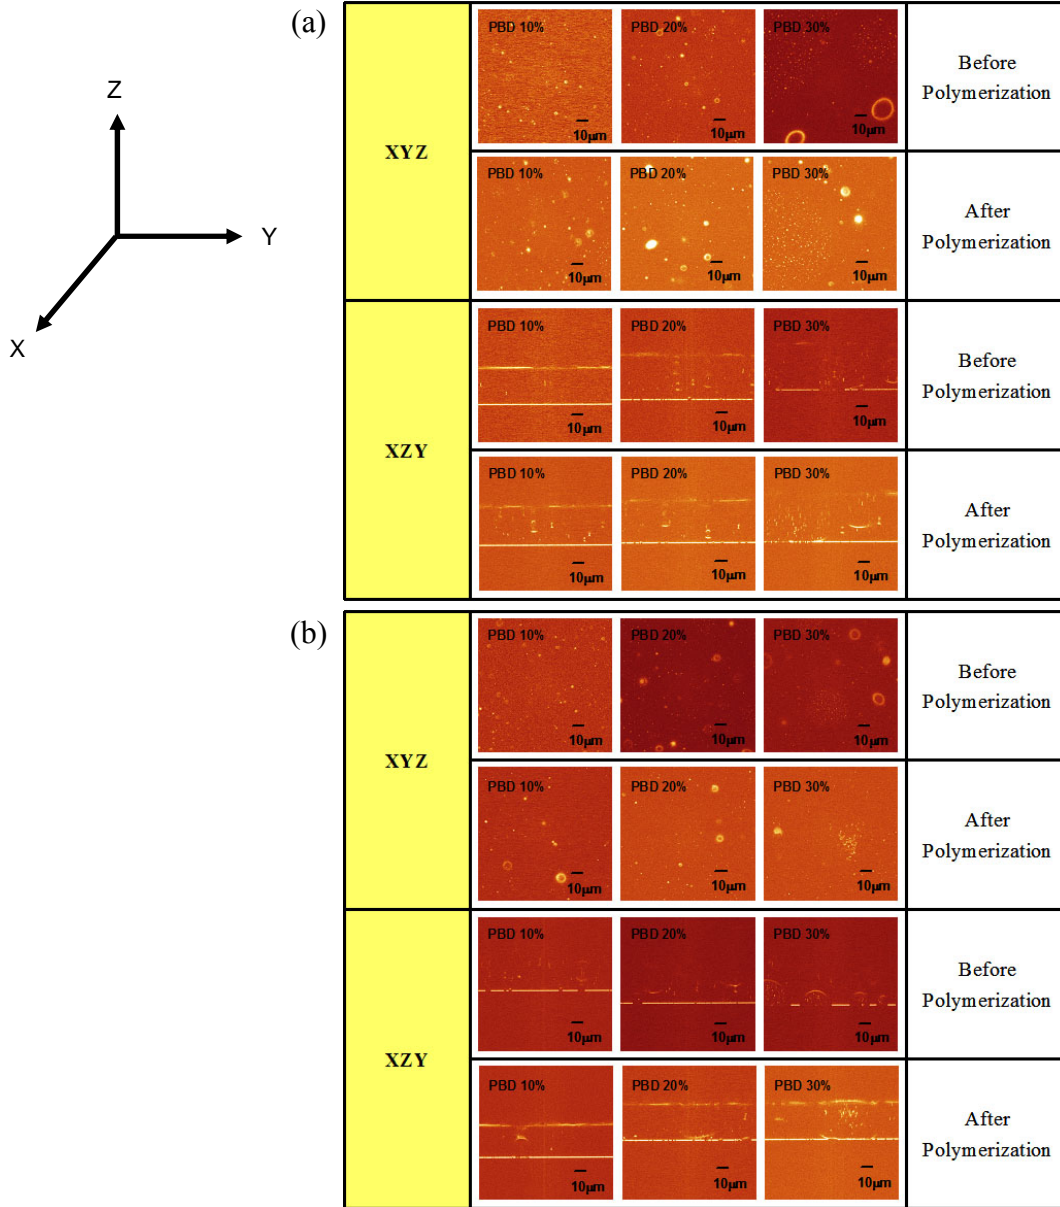 (a)
Z
Y
X
XYZ
PBD 10%
10μm
PBD 20%
10μm
PBD 30%
10μm
Before
Polymerization
PBD 10%
10μm
PBD 20%
10μm
PBD 30%
10μm
After
Polymerization
XZY
PBD 10%
10μm
PBD 20%
10μm
PBD 30%
10μm
Before
Polymerization
PBD 10%
10μm
PBD 20%
10μm
PBD 30%
10μm
After
Polymerization
(b)
XYZ
PBD 10%
10μm
PBD 20%
10μm
PBD 30%
10μm
Before
Polymerization
PBD 10%
10μm
PBD 20%
10μm
PBD 30%
10μm
After
Polymerization
XZY
PBD 10%
10μm
PBD 20%
10μm
PBD 30%
10μm
Before
Polymerization
PBD 10%
10μm
PBD 20%
10μm
PBD 30%
10μm
After
Polymerization